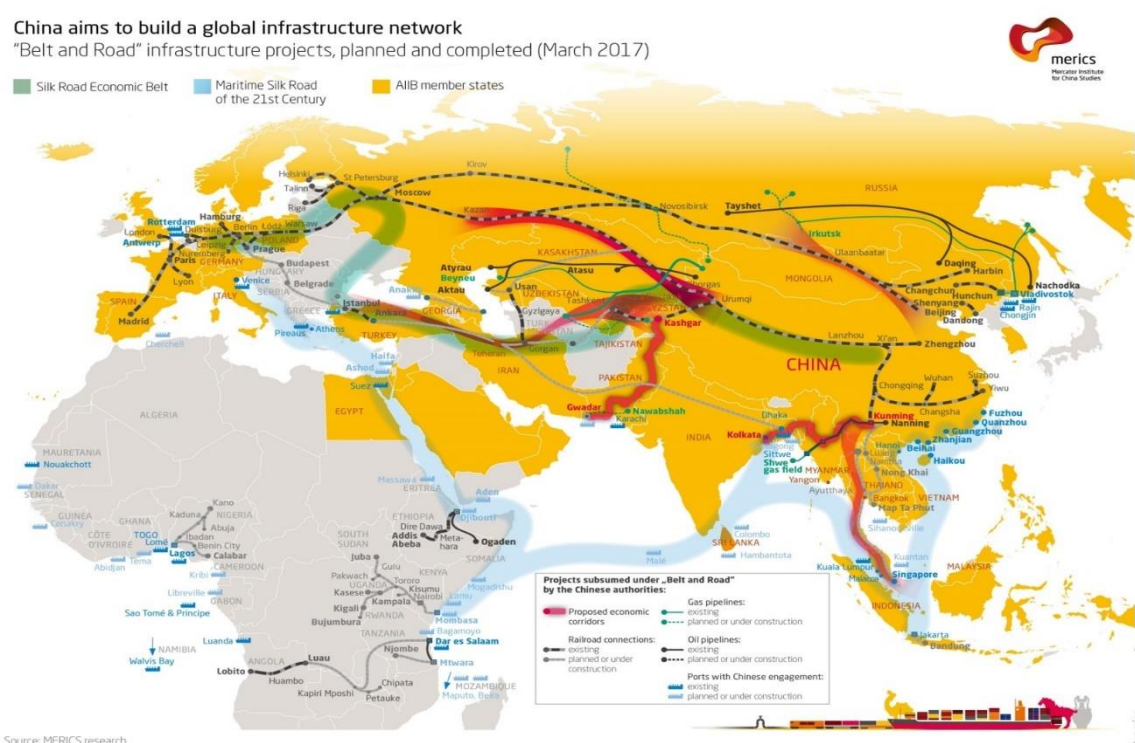 China aims to build a global infrastructure network
"Belt and Road" infrastructure projects, planned and completed (March 2017)
merics
Mercator Institute
for China Studies
Silk Road Economic Belt
Maritime Silk Road
of the 21st Century
AIIB member states
Helsinki
St Petersburg
Kirov
Talinn
Moscow
Riga
Kazan
Novosibirsk
Tayshet
RUSSIA
Rotterdam
Hamburg
London
Duisburg
Berlin
Łódź
Warsaw
POLAND
Antwerp
Leipzig
Prague
Nuremberg
GERMANY
Paris
Lyon
Budapest
HUNGARY
Belgrade
SERBIA
Venice
ITALY
SPAIN
Madrid
GREECE
Istanbul
Ankara
TURKEY
Piraeus
Athens
Cherchell
GEORGIA
KASAKHSTAN
Atyrau
Beyneu
Aktau
Atasu
Usan
UZBEKISTAN
Tashkent
Gyzlgaya
Urumqi
Kashgar
TAJIKISTAN
Teheran
Gorgan
IRAN
PAKISTAN
Irkutsk
Ulaanbaatar
MONGOLIA
Daqing
Harbin
Changchun
Hunchun
Shenyang
Beijing
Dandong
Nachodka
Vladivostok
Rajin
Chongjin
Lanzhou
Xi'an
Zhengzhou
CHINA
Wuhan
Suzhou
Yiwu
Chongqing
Changsha
Fuzhou
Quanzhou
Guangzhou
Zhanjian
Beihai
Haikou
Kunming
Nanning
Haifa
Ashod
Suez
EGYPT
Gwadar
Nawabshah
Karachi
INDIA
Dhaka
Kolkata
Sittwe
Shwe
gas field
MYANMAR
Yangon
Hanoi
Nong Khai
Ayutthaya
THAILAND
Bangkok
VIETNAM
Map Ta Phut
Colombo
SRI LANKA
Hambantota
Malé
Kuantan
Kuala Lumpur
Malacca
Singapore
MALAYSIA
INDONESIA
Jakarta
Bandung
ALGERIA
MAURETANIA
Nouakchott
Dakar
SENEGAL
GUINEA
Conakry
CÔTE
D'IVOIRE
GHANA
TOGO
Lomé
Tema
Abidjan
Kano
Kaduna
NIGERIA
Abuja
Ibadan
Benin City
Lagos
Calabar
CAMEROON
Kribi
Libreville
GABON
Sao Tomé & Principe
Massawa
ERITREA
Aden
Djibouti
ETHIOPIA
Dire Dawa
Addis
Abeba
Meta-
hara
Ogaden
SOMALIA
Mogadishu
SOUTH
SUDAN
Juba
Gulu
Pakwach
Tororo
UGANDA
Kasese
Kampala
Kisumu
KENYA
Nairobi
Lamu
Kigali
RWANDA
Bujumbura
Mombasa
Bagamoyo
TANZANIA
Dar es Salaam
Njombe
Mtwara
Luanda
NAMIBIA
Walvis Bay
ANGOLA
Lobito
Huambo
Luau
Kapiri Mposhi
Chipata
Petauke
MOZAMBIQUE
Maputo, Beira
Projects subsumed under „Belt and Road"
by the Chinese authorities:
Proposed economic
corridors
Railroad connections:
existing
planned or under
construction
Gas pipelines:
existing
planned or under construction
Oil pipelines:
existing
planned or under construction
Ports with Chinese engagement:
existing
planned or under construction
Source: MERICS research